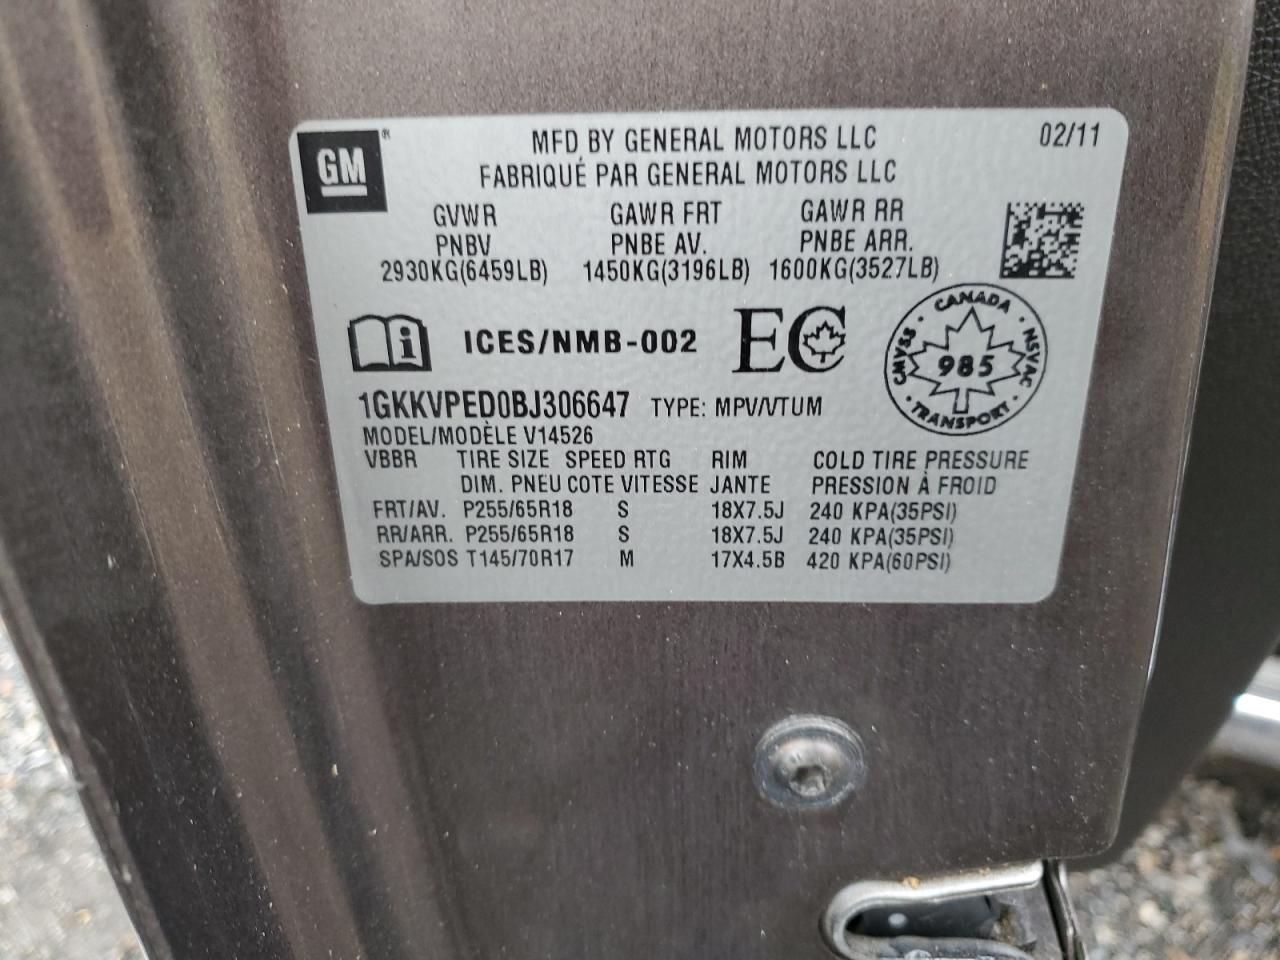 GM®
MFD BY GENERAL MOTORS LLC 02/11
FABRIQUÉ PAR GENERAL MOTORS LLC
GVWR GAWR FRT GAWR RR
PNBV PNBE AV. PNBE ARR.
2930KG(6459LB) 1450KG(3196LB) 1600KG(3527LB)
i ICES/NMB-002 EC
CANADA · NSVAC · TRANSPORT · CMVSS ·
985
1GKKVPED0BJ306647 TYPE: MPV/VTUM
MODEL/MODÈLE V14526
VBBR TIRE SIZE SPEED RTG RIM COLD TIRE PRESSURE
DIM. PNEU COTE VITESSE JANTE PRESSION À FROID
FRT/AV. P255/65R18 S 18X7.5J 240 KPA(35PSI)
RR/ARR. P255/65R18 S 18X7.5J 240 KPA(35PSI)
SPA/SOS T145/70R17 M 17X4.5B 420 KPA(60PSI)